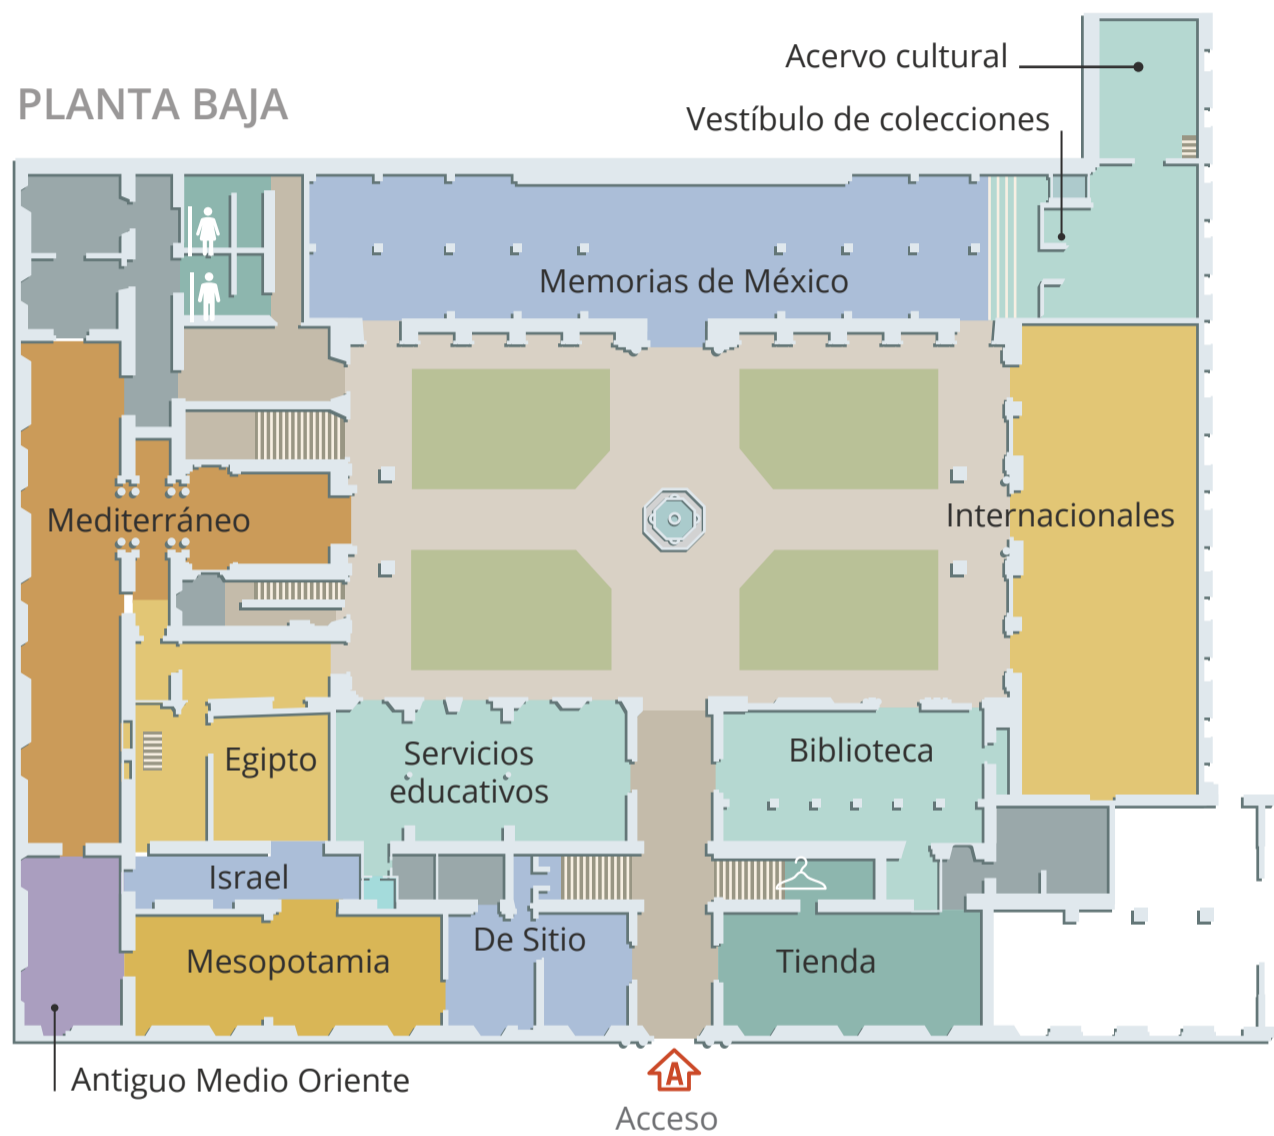 Acervo cultural
PLANTA BAJA
Vestíbulo de colecciones
Memorias de México
Mediterráneo
Internacionales
Egipto
Servicios
educativos
Biblioteca
Israel
De Sitio
Mesopotamia
Tienda
Antiguo Medio Oriente
A
Acceso